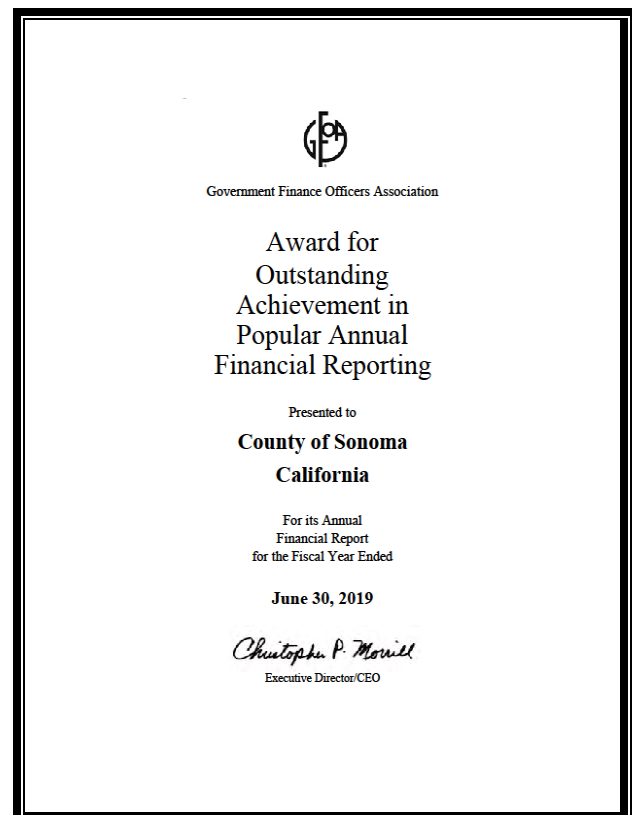 GFOA
Government Finance Officers Association
Award for
Outstanding
Achievement in
Popular Annual
Financial Reporting
Presented to
County of Sonoma
California
For its Annual
Financial Report
for the Fiscal Year Ended
June 30, 2019
Christopher P. Morrill
Executive Director/CEO